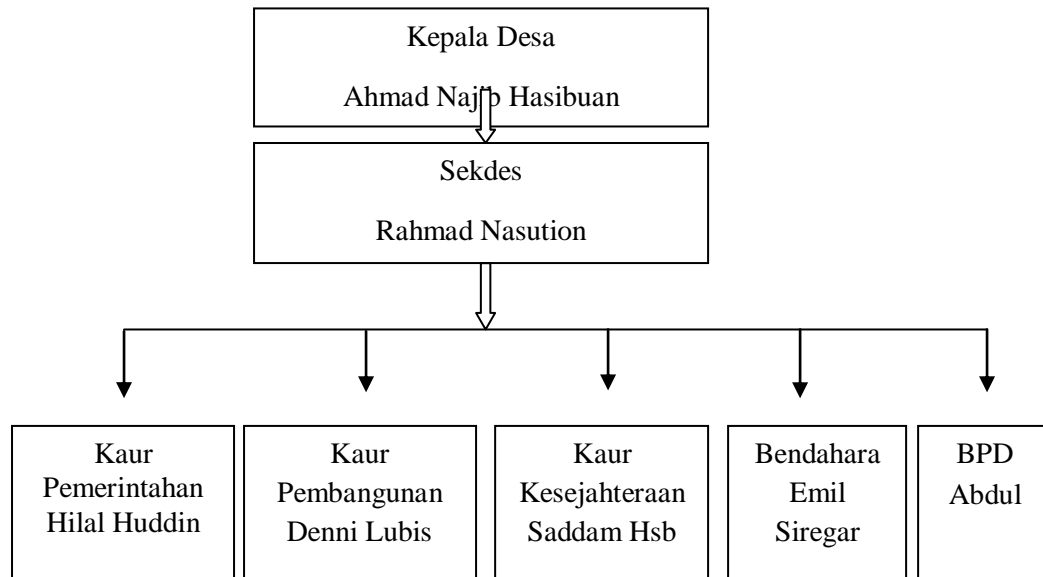 Kepala Desa
Ahmad Najib Hasibuan
Sekdes
Rahmad Nasution
Kaur
Pemerintahan
Hilal Huddin
Kaur
Pembangunan
Denni Lubis
Kaur
Kesejahteraan
Saddam Hsb
Bendahara
Emil
Siregar
BPD
Abdul